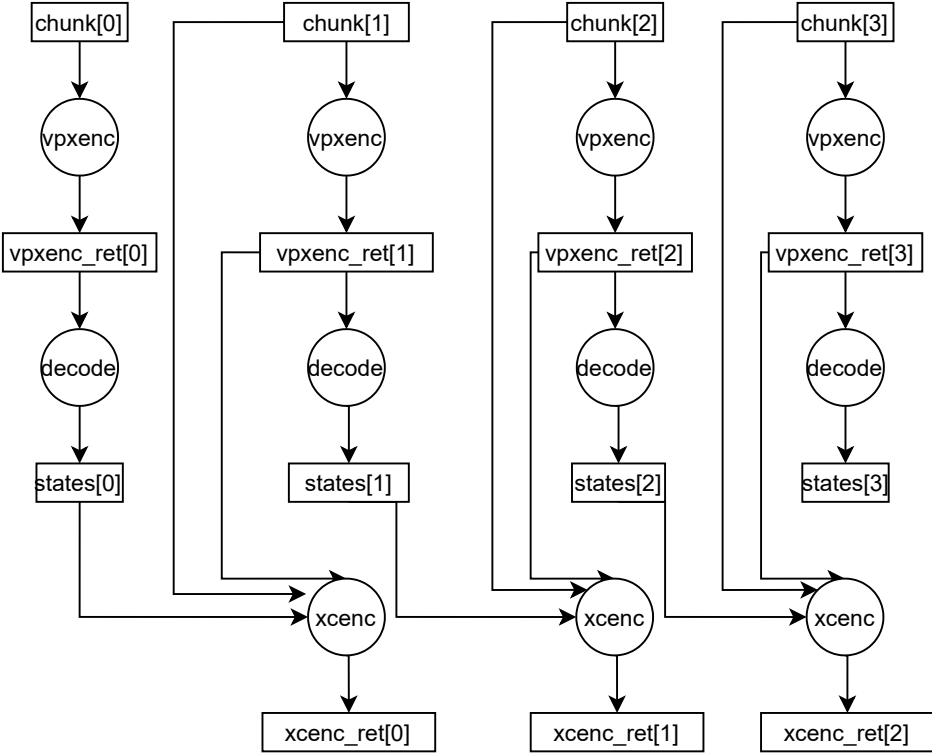 chunk[0]
chunk[1]
chunk[2]
chunk[3]
vpxenc
vpxenc
vpxenc
vpxenc
vpxenc_ret[0]
vpxenc_ret[1]
vpxenc_ret[2]
vpxenc_ret[3]
decode
decode
decode
decode
states[0]
states[1]
states[2]
states[3]
xcenc
xcenc
xcenc
xcenc_ret[0]
xcenc_ret[1]
xcenc_ret[2]